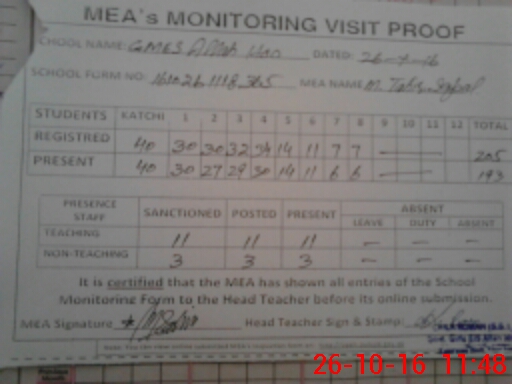 MEA's MONITORING VISIT PROOF
CHOOL NAME: GMES DATED: 26-
SCHOOL FORM NO: MEA NAME M.
STUDENTS KATCHI 1 2 3 4 5 6 7 8 9 10 11 12 TOTAL
REGISTRED 40 30 30 32 34 14 11 7 7 205
PRESENT 40 30 27 29 30 14 11 6 6 193
PRESENCE STAFF SANCTIONED POSTED PRESENT ABSENT
LEAVE DUTY ABSENT
TEACHING 11 11 11 - - -
NON-TEACHING 3 3 3 - - -
It is certified that the MEA has shown all entries of the School
Monitoring Form to the Head Teacher before its online submission.
MEA Signature Head Teacher Sign & Stamp:
Note: You can view
26-10-16 11:48